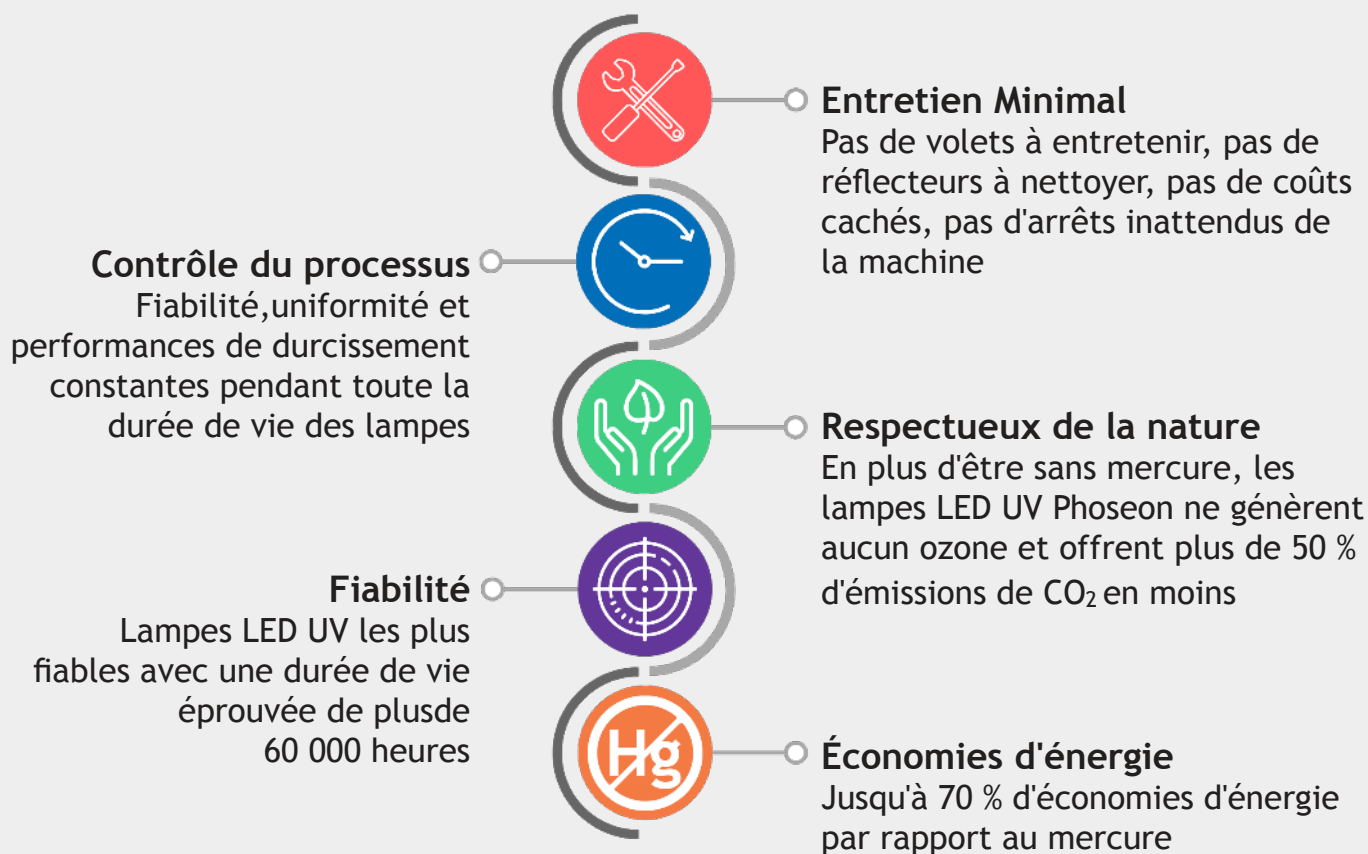 Entretien Minimal
Pas de volets à entretenir, pas de
réflecteurs à nettoyer, pas de coûts
cachés, pas d'arrêts inattendus de
la machine
Contrôle du processus
Fiabilité,uniformité et
performances de durcissement
constantes pendant toute la
durée de vie des lampes
Respectueux de la nature
En plus d'être sans mercure, les
lampes LED UV Phoseon ne génèrent
aucun ozone et offrent plus de 50 %
d'émissions de CO₂ en moins
Fiabilité
Lampes LED UV les plus
fiables avec une durée de vie
éprouvée de plusde
60 000 heures
Hg
Économies d'énergie
Jusqu'à 70 % d'économies d'énergie
par rapport au mercure